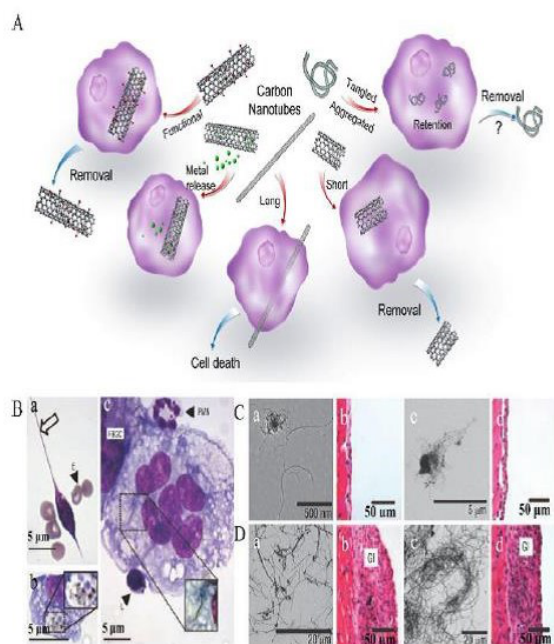 A
Carbon
Nanotubes
Functional
Removal
Metal
release
Long
Cell death
Short
Removal
Tangled
Aggregated
Retention
Removal
?
B
a
5 µm
b
5 µm
c
FBGC
PMN
5 µm
C
a
500 nm
b
50 µm
c
5 µm
d
50 µm
D
a
20 µm
b
GI
50 µm
c
d
GI
50 µm